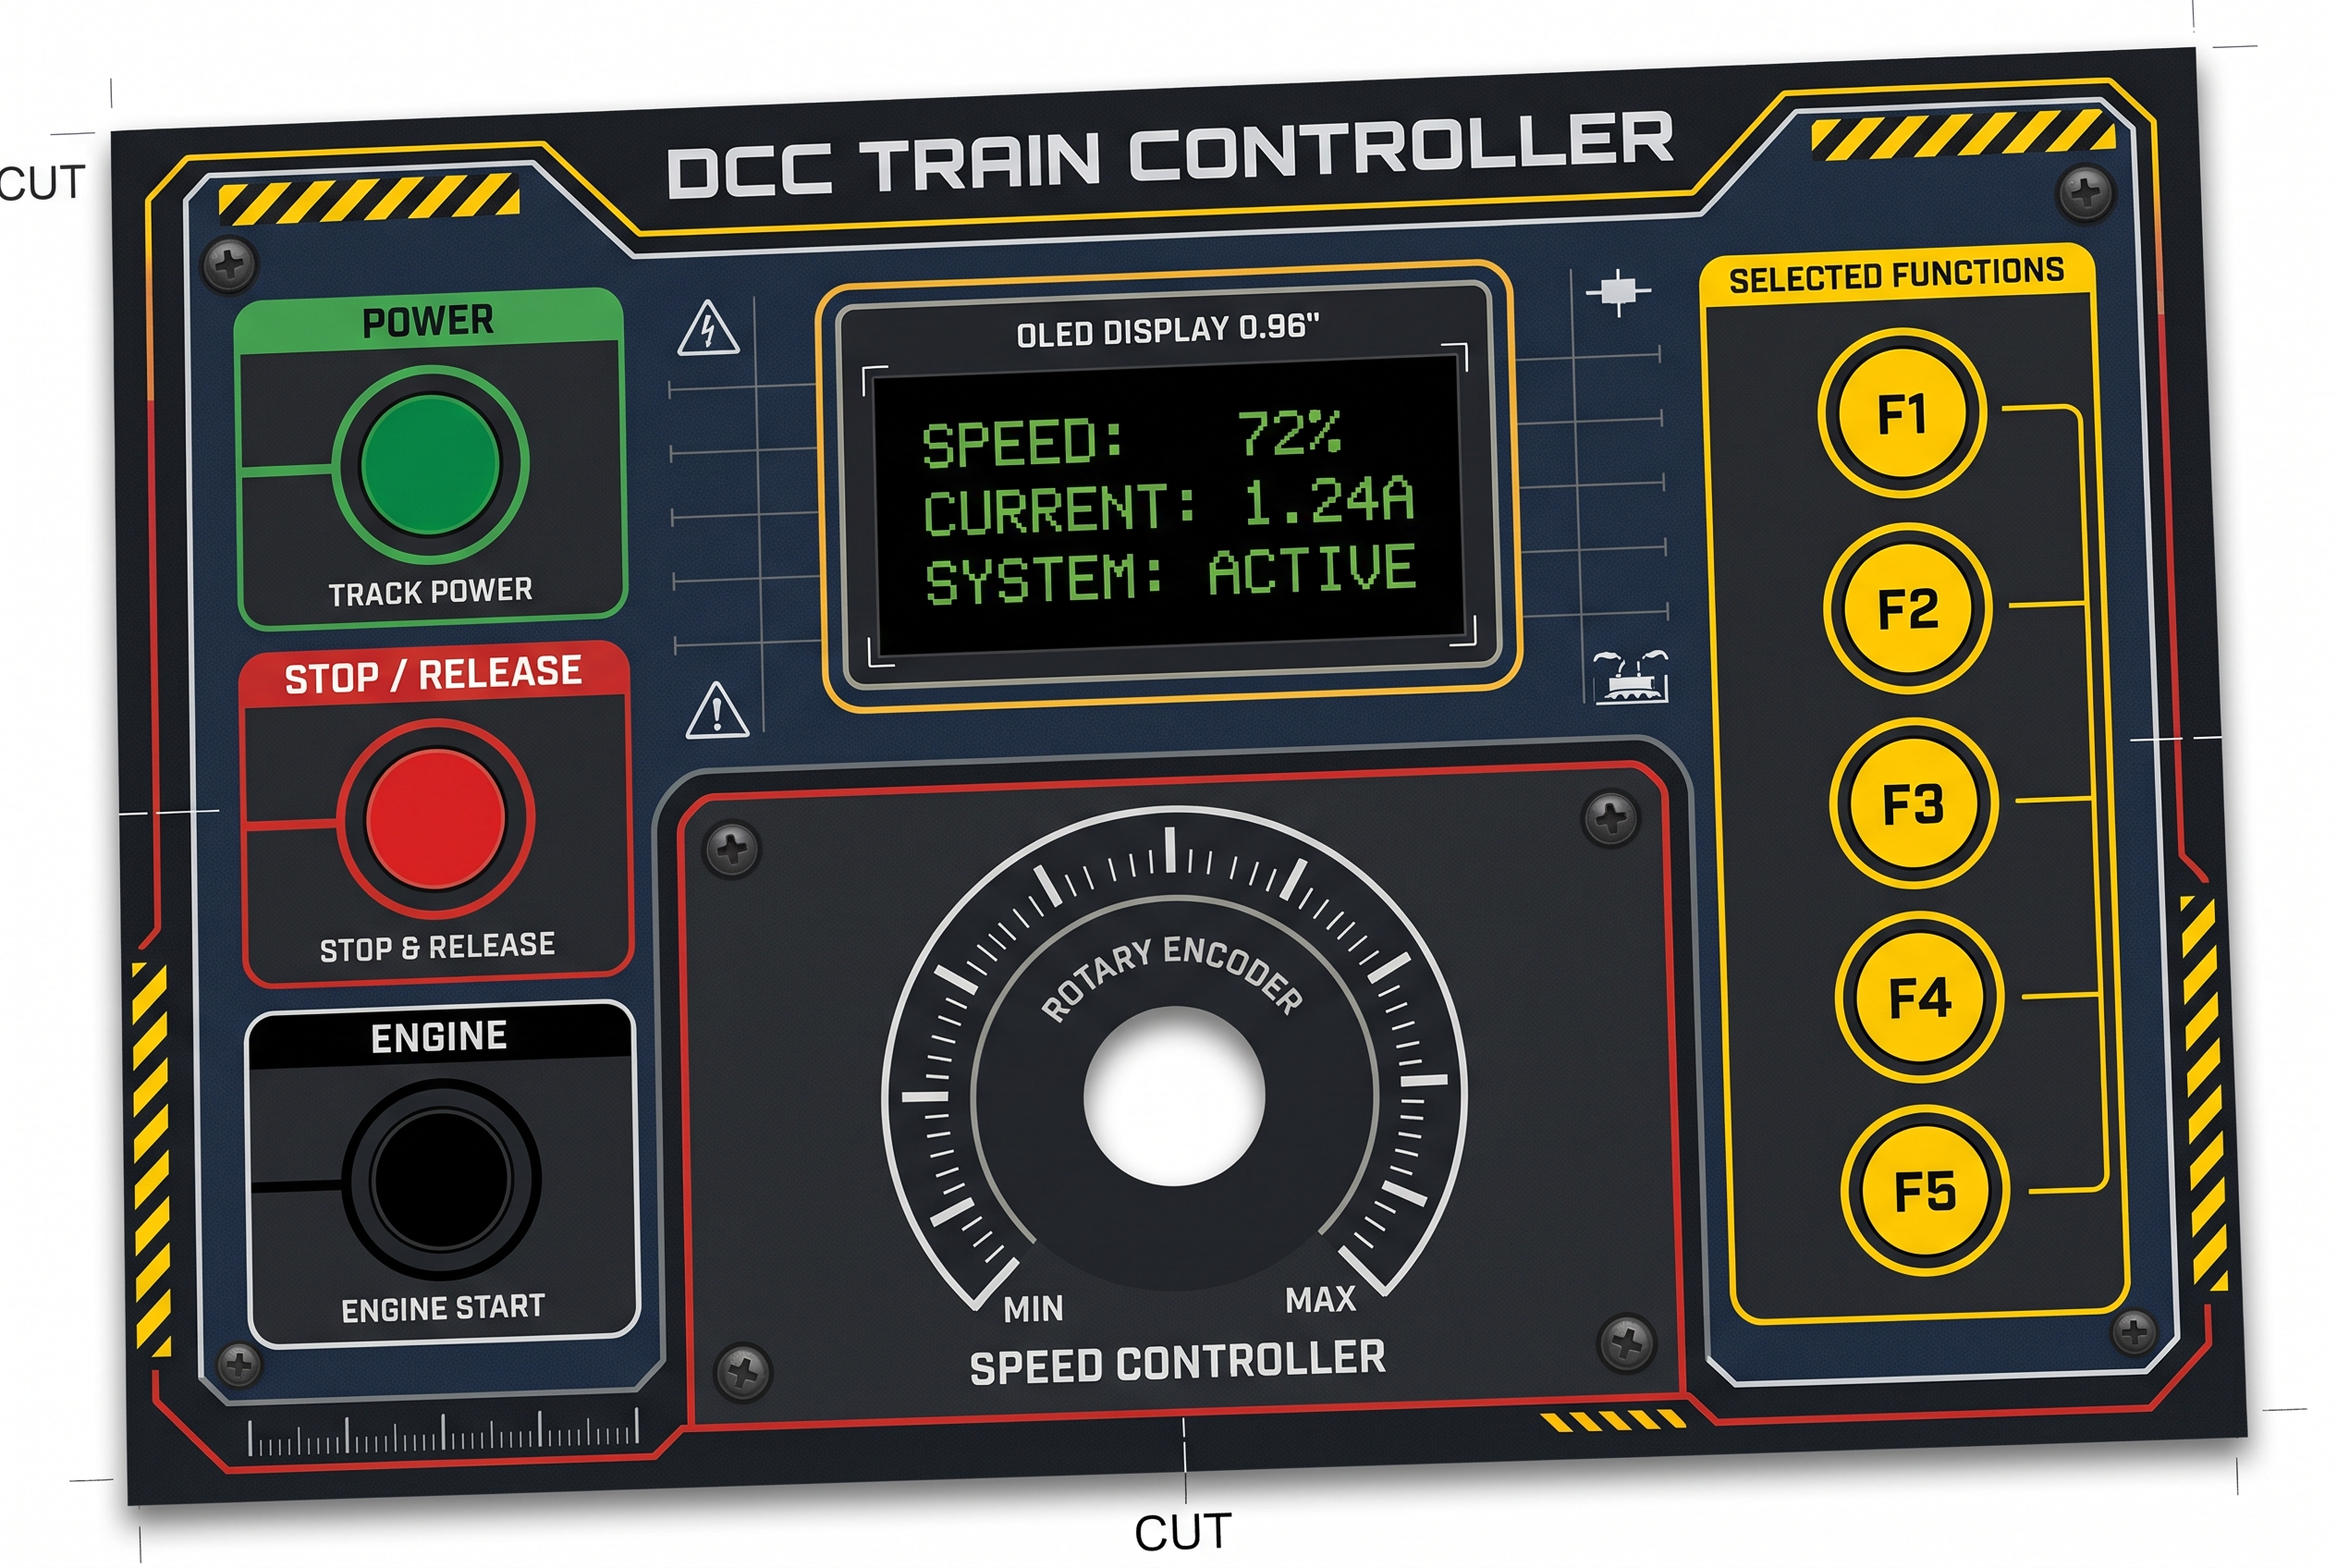 DCC TRAIN CONTROLLER
CUT
POWER
TRACK POWER
STOP / RELEASE
STOP & RELEASE
ENGINE
ENGINE START
OLED DISPLAY 0.96"
SPEED: 72%
CURRENT: 1.24A
SYSTEM: ACTIVE
ROTARY ENCODER
MIN
MAX
SPEED CONTROLLER
SELECTED FUNCTIONS
F1
F2
F3
F4
F5
CUT